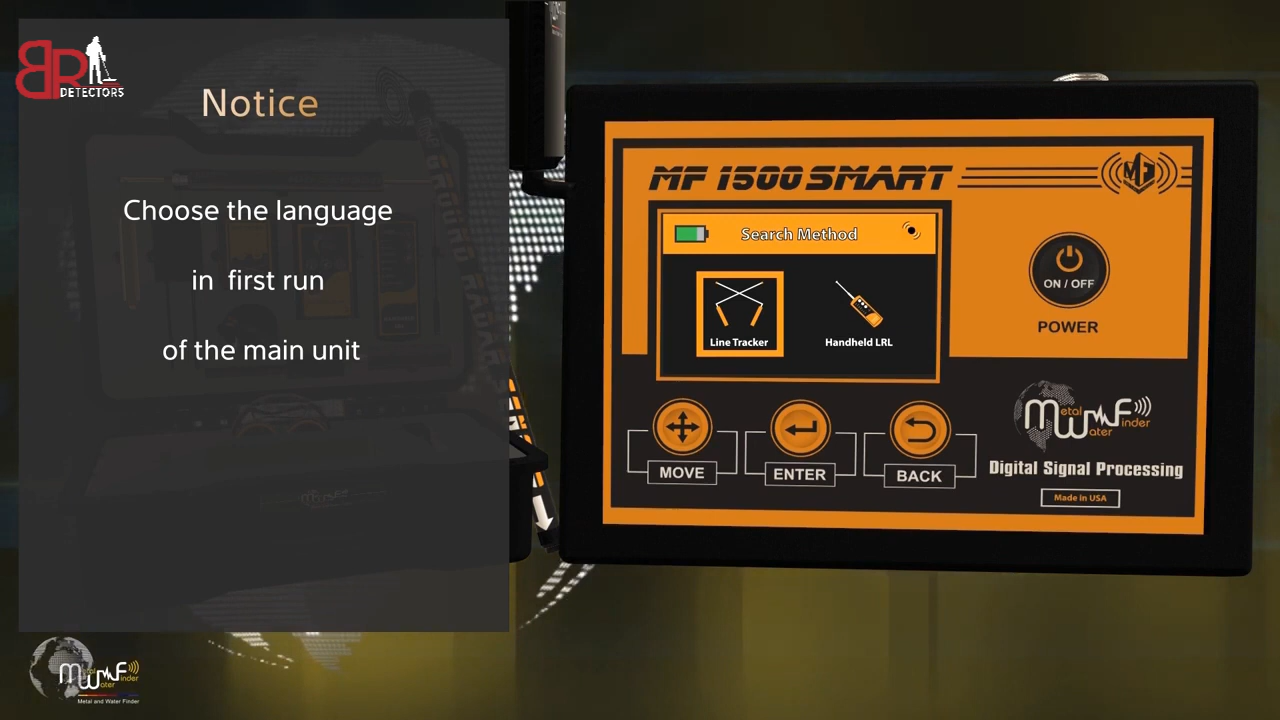 BR
DETECTORS
Notice
Choose the language
in first run
of the main unit
MF 1500 SMART
MF
Search Method
Line Tracker
Handheld LRL
ON / OFF
POWER
MOVE
ENTER
BACK
Metal Water Finder
Digital Signal Processing
Made in USA
GROUND RADAR
Metal Water Finder
Metal and Water Finder